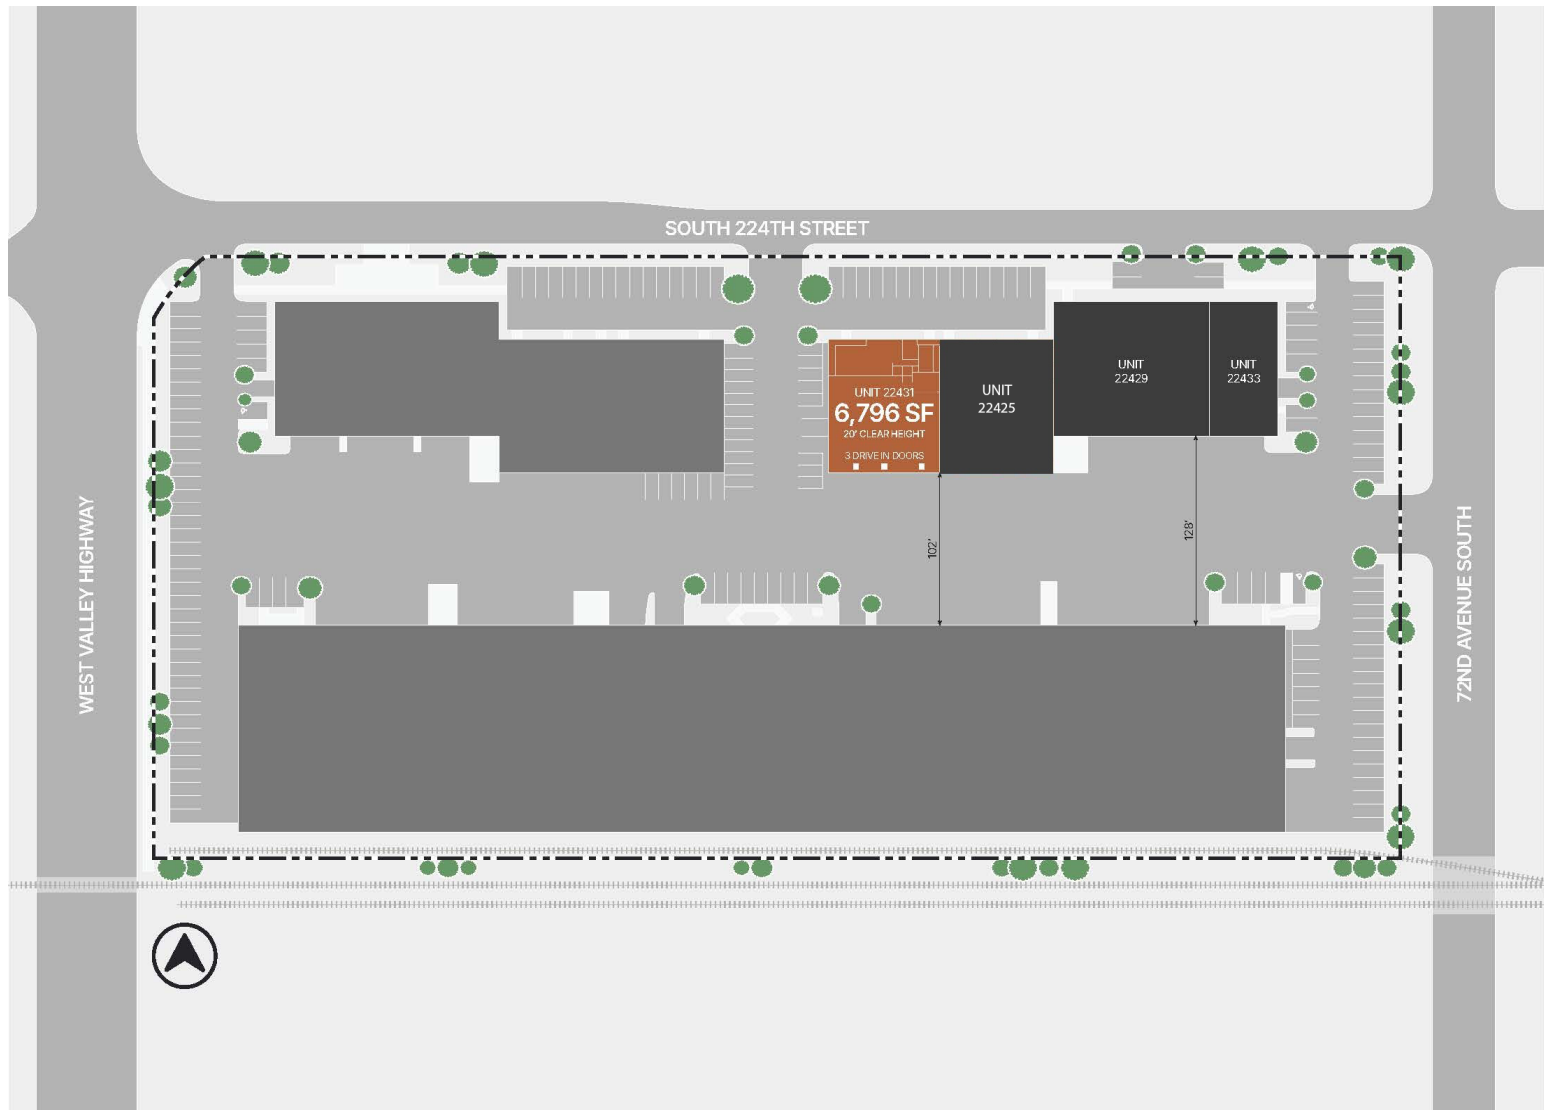 SOUTH 224TH STREET
UNIT 22431
6,796 SF
20' CLEAR HEIGHT
3 DRIVE IN DOORS
UNIT
22425
UNIT
22429
UNIT
22433
102'
128'
WEST VALLEY HIGHWAY
72ND AVENUE SOUTH